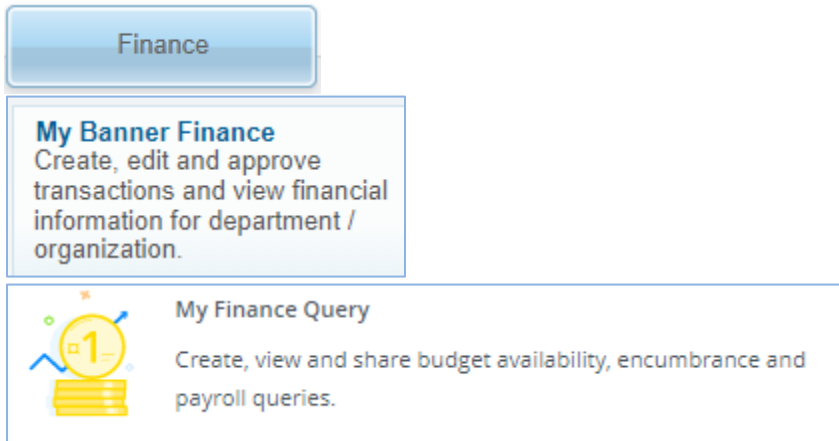 Finance
My Banner Finance
Create, edit and approve
transactions and view financial
information for department /
organization.
1
My Finance Query
Create, view and share budget availability, encumbrance and
payroll queries.